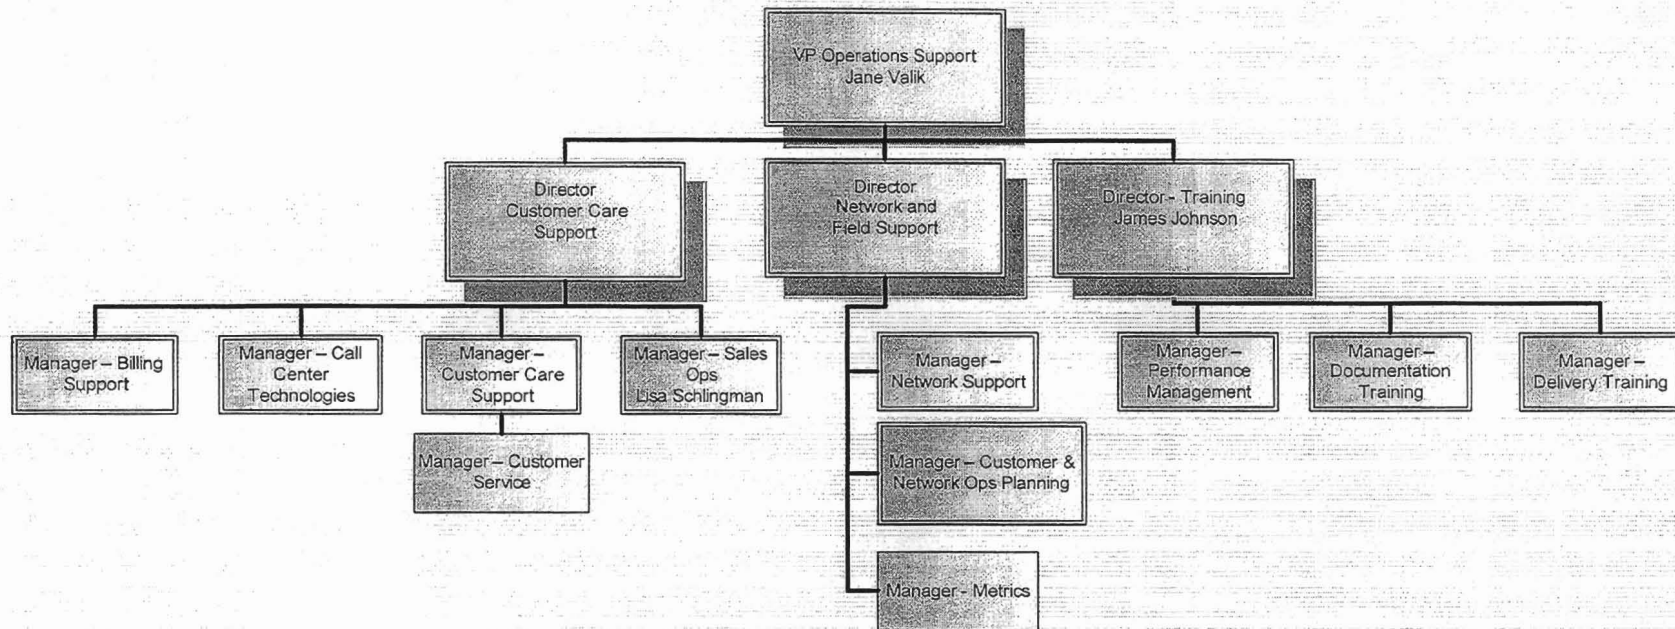 VP Operations Support
Jane Valik
Director
Customer Care
Support
Director
Network and
Field Support
Director - Training
James Johnson
Manager – Billing
Support
Manager – Call
Center
Technologies
Manager –
Customer Care
Support
Manager – Sales
Ops
Lisa Schlingman
Manager –
Network Support
Manager –
Performance
Management
Manager –
Documentation
Training
Manager –
Delivery Training
Manager – Customer
Service
Manager – Customer &
Network Ops Planning
Manager - Metrics